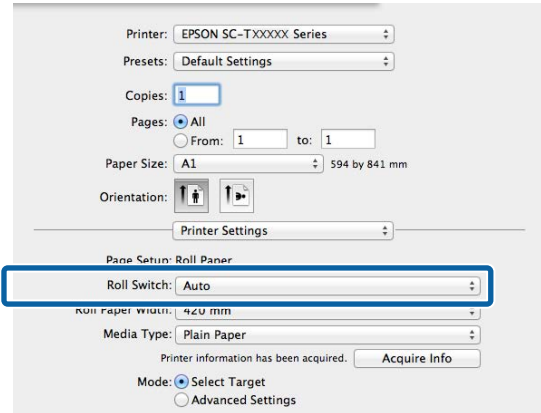 Printer: EPSON SC-TXXXXX Series
Presets: Default Settings
Copies: 1
Pages: All
From: 1 to: 1
Paper Size: A1 594 by 841 mm
Orientation:
Printer Settings
Page Setup: Roll Paper
Roll Switch: Auto
Roll Paper Width: 420 mm
Media Type: Plain Paper
Printer information has been acquired. Acquire Info
Mode: Select Target
Advanced Settings